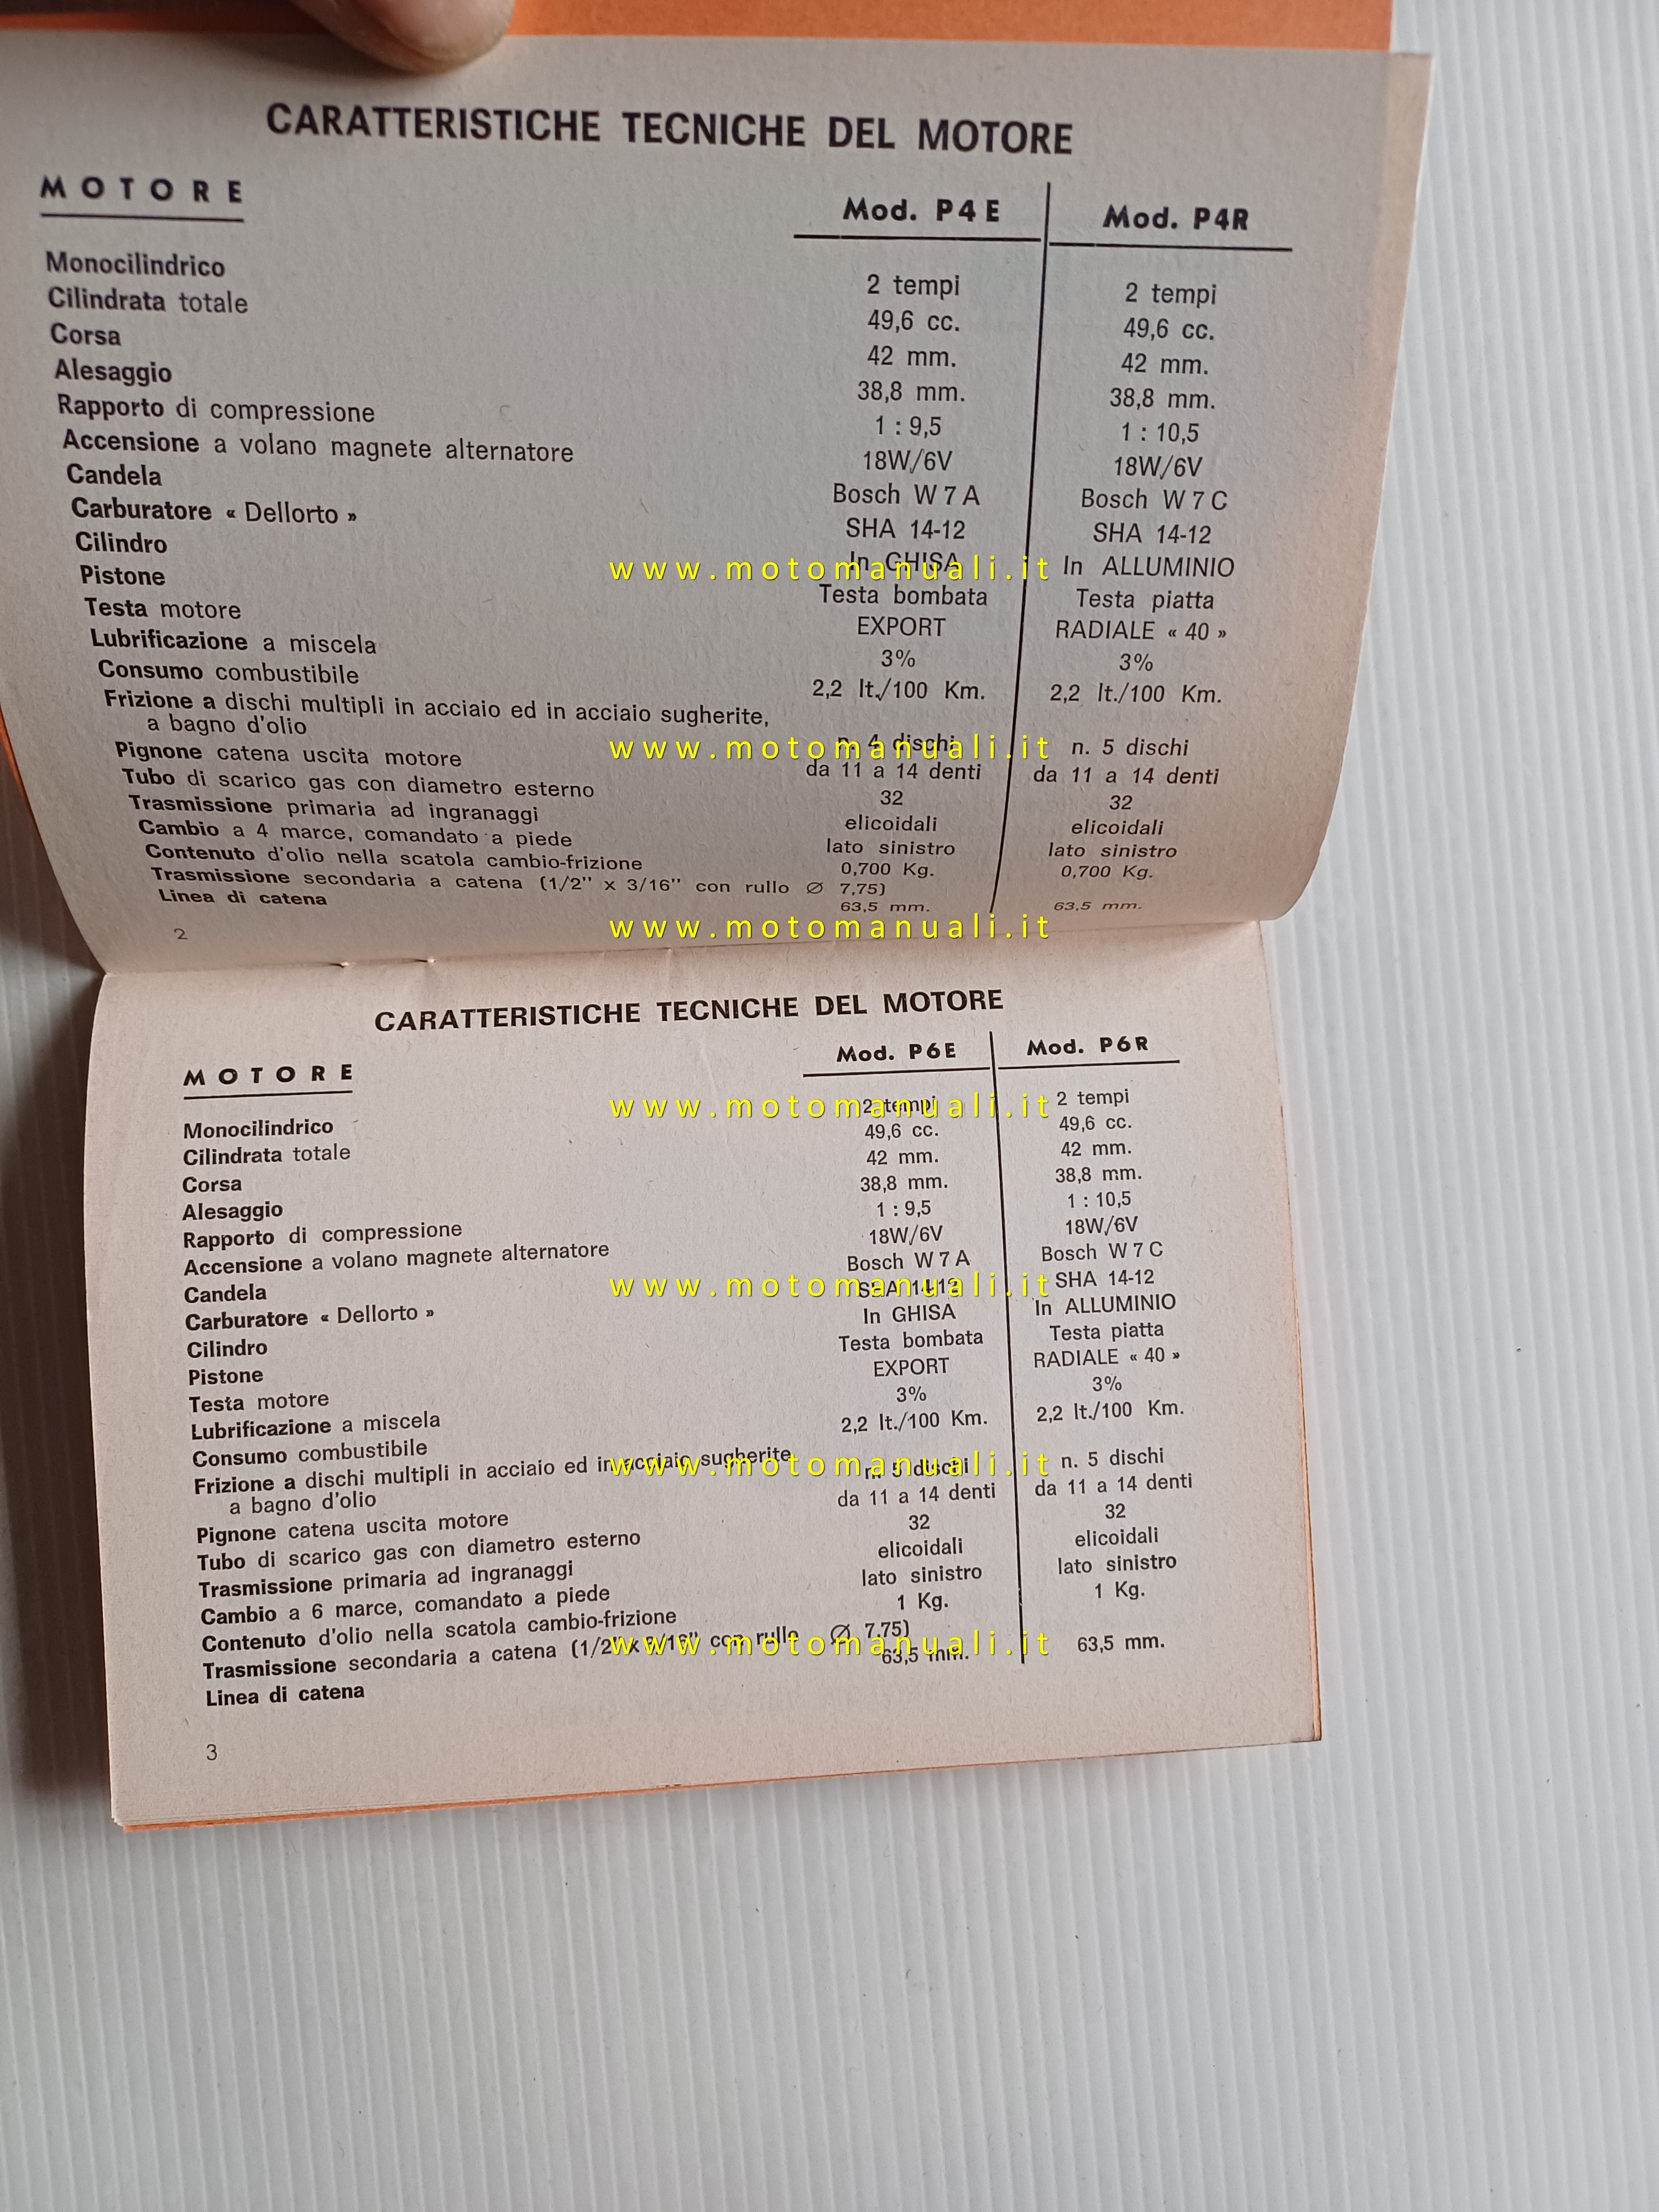 CARATTERISTICHE TECNICHE DEL MOTORE
MOTORE Mod. P4E Mod. P4R
Monocilindrico 2 tempi 2 tempi
Cilindrata totale 49,6 cc. 49,6 cc.
Corsa 42 mm. 42 mm.
Alesaggio 38,8 mm. 38,8 mm.
Rapporto di compressione 1 : 9,5 1 : 10,5
Accensione a volano magnete alternatore 18W/6V 18W/6V
Candela Bosch W 7 A Bosch W 7 C
Carburatore « Dellorto » SHA 14-12 SHA 14-12
Cilindro In GHISA In ALLUMINIO
www.motomanuali.it
Pistone Testa bombata Testa piatta
Testa motore EXPORT RADIALE « 40 »
Lubrificazione a miscela 3% 3%
Consumo combustibile 2,2 lt./100 Km. 2,2 lt./100 Km.
Frizione a dischi multipli in acciaio ed in acciaio sugherite,
a bagno d'olio n. 4 dischi n. 5 dischi
www.motomanuali.it
Pignone catena uscita motore da 11 a 14 denti da 11 a 14 denti
Tubo di scarico gas con diametro esterno 32 32
Trasmissione primaria ad ingranaggi elicoidali elicoidali
Cambio a 4 marce, comandato a piede lato sinistro lato sinistro
Contenuto d'olio nella scatola cambio-frizione 0,700 Kg. 0,700 Kg.
Trasmissione secondaria a catena (1/2" x 3/16" con rullo Ø 7,75)
Linea di catena 63,5 mm. 63,5 mm.
www.motomanuali.it
2
CARATTERISTICHE TECNICHE DEL MOTORE
MOTORE Mod. P6E Mod. P6R
www.motomanuali.it
Monocilindrico 2 tempi 2 tempi
Cilindrata totale 49,6 cc. 49,6 cc.
Corsa 42 mm. 42 mm.
Alesaggio 38,8 mm. 38,8 mm.
Rapporto di compressione 1 : 9,5 1 : 10,5
Accensione a volano magnete alternatore 18W/6V 18W/6V
Candela Bosch W 7 A Bosch W 7 C
www.motomanuali.it
Carburatore « Dellorto » SHA 14-12 SHA 14-12
Cilindro In GHISA In ALLUMINIO
Pistone Testa bombata Testa piatta
Testa motore EXPORT RADIALE « 40 »
Lubrificazione a miscela 3% 3%
Consumo combustibile 2,2 lt./100 Km. 2,2 lt./100 Km.
Frizione a dischi multipli in acciaio ed in acciaio sugherite
www.motomanuali.it
a bagno d'olio n. 5 dischi n. 5 dischi
Pignone catena uscita motore da 11 a 14 denti da 11 a 14 denti
Tubo di scarico gas con diametro esterno 32 32
Trasmissione primaria ad ingranaggi elicoidali elicoidali
Cambio a 6 marce, comandato a piede lato sinistro lato sinistro
Contenuto d'olio nella scatola cambio-frizione 1 Kg. 1 Kg.
Trasmissione secondaria a catena (1/2" x 3/16" con rullo Ø 7,75)
www.motomanuali.it
Linea di catena 63,5 mm. 63,5 mm.
3